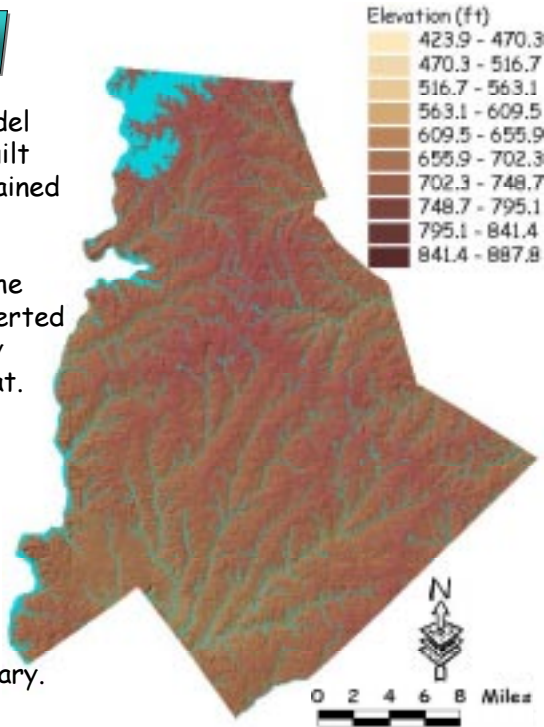 Elevation (ft)
423.9 - 470.3
470.3 - 516.7
516.7 - 563.1
563.1 - 609.5
609.5 - 655.9
655.9 - 702.3
702.3 - 748.7
748.7 - 795.1
795.1 - 841.4
841.4 - 887.8
del
ilt
ained
ne
erted
y
at.
ary.
N
0 2 4 6 8 Miles